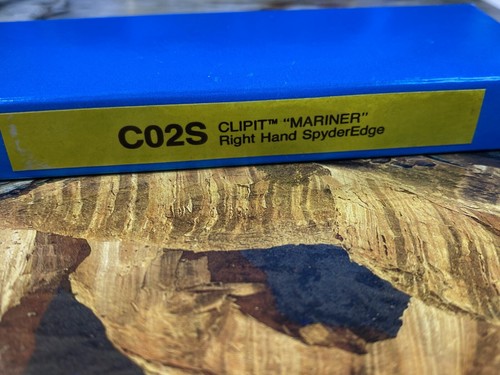 C02S
CLIPIT™ "MARINER"
Right Hand SpyderEdge